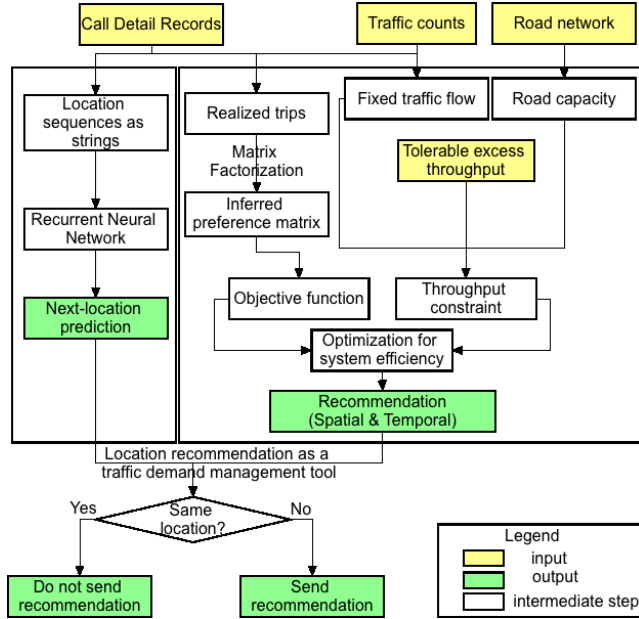 Call Detail Records
Traffic counts
Road network
Location
sequences as
strings
Realized trips
Fixed traffic flow
Road capacity
Matrix
Factorization
Tolerable excess
throughput
Recurrent Neural
Network
Inferred
preference matrix
Next-location
prediction
Objective function
Throughput
constraint
Optimization for
system efficiency
Recommendation
(Spatial & Temporal)
Location recommendation as a
traffic demand management tool
Yes
Same
location?
No
Do not send
recommendation
Send
recommendation
Legend
input
output
intermediate step